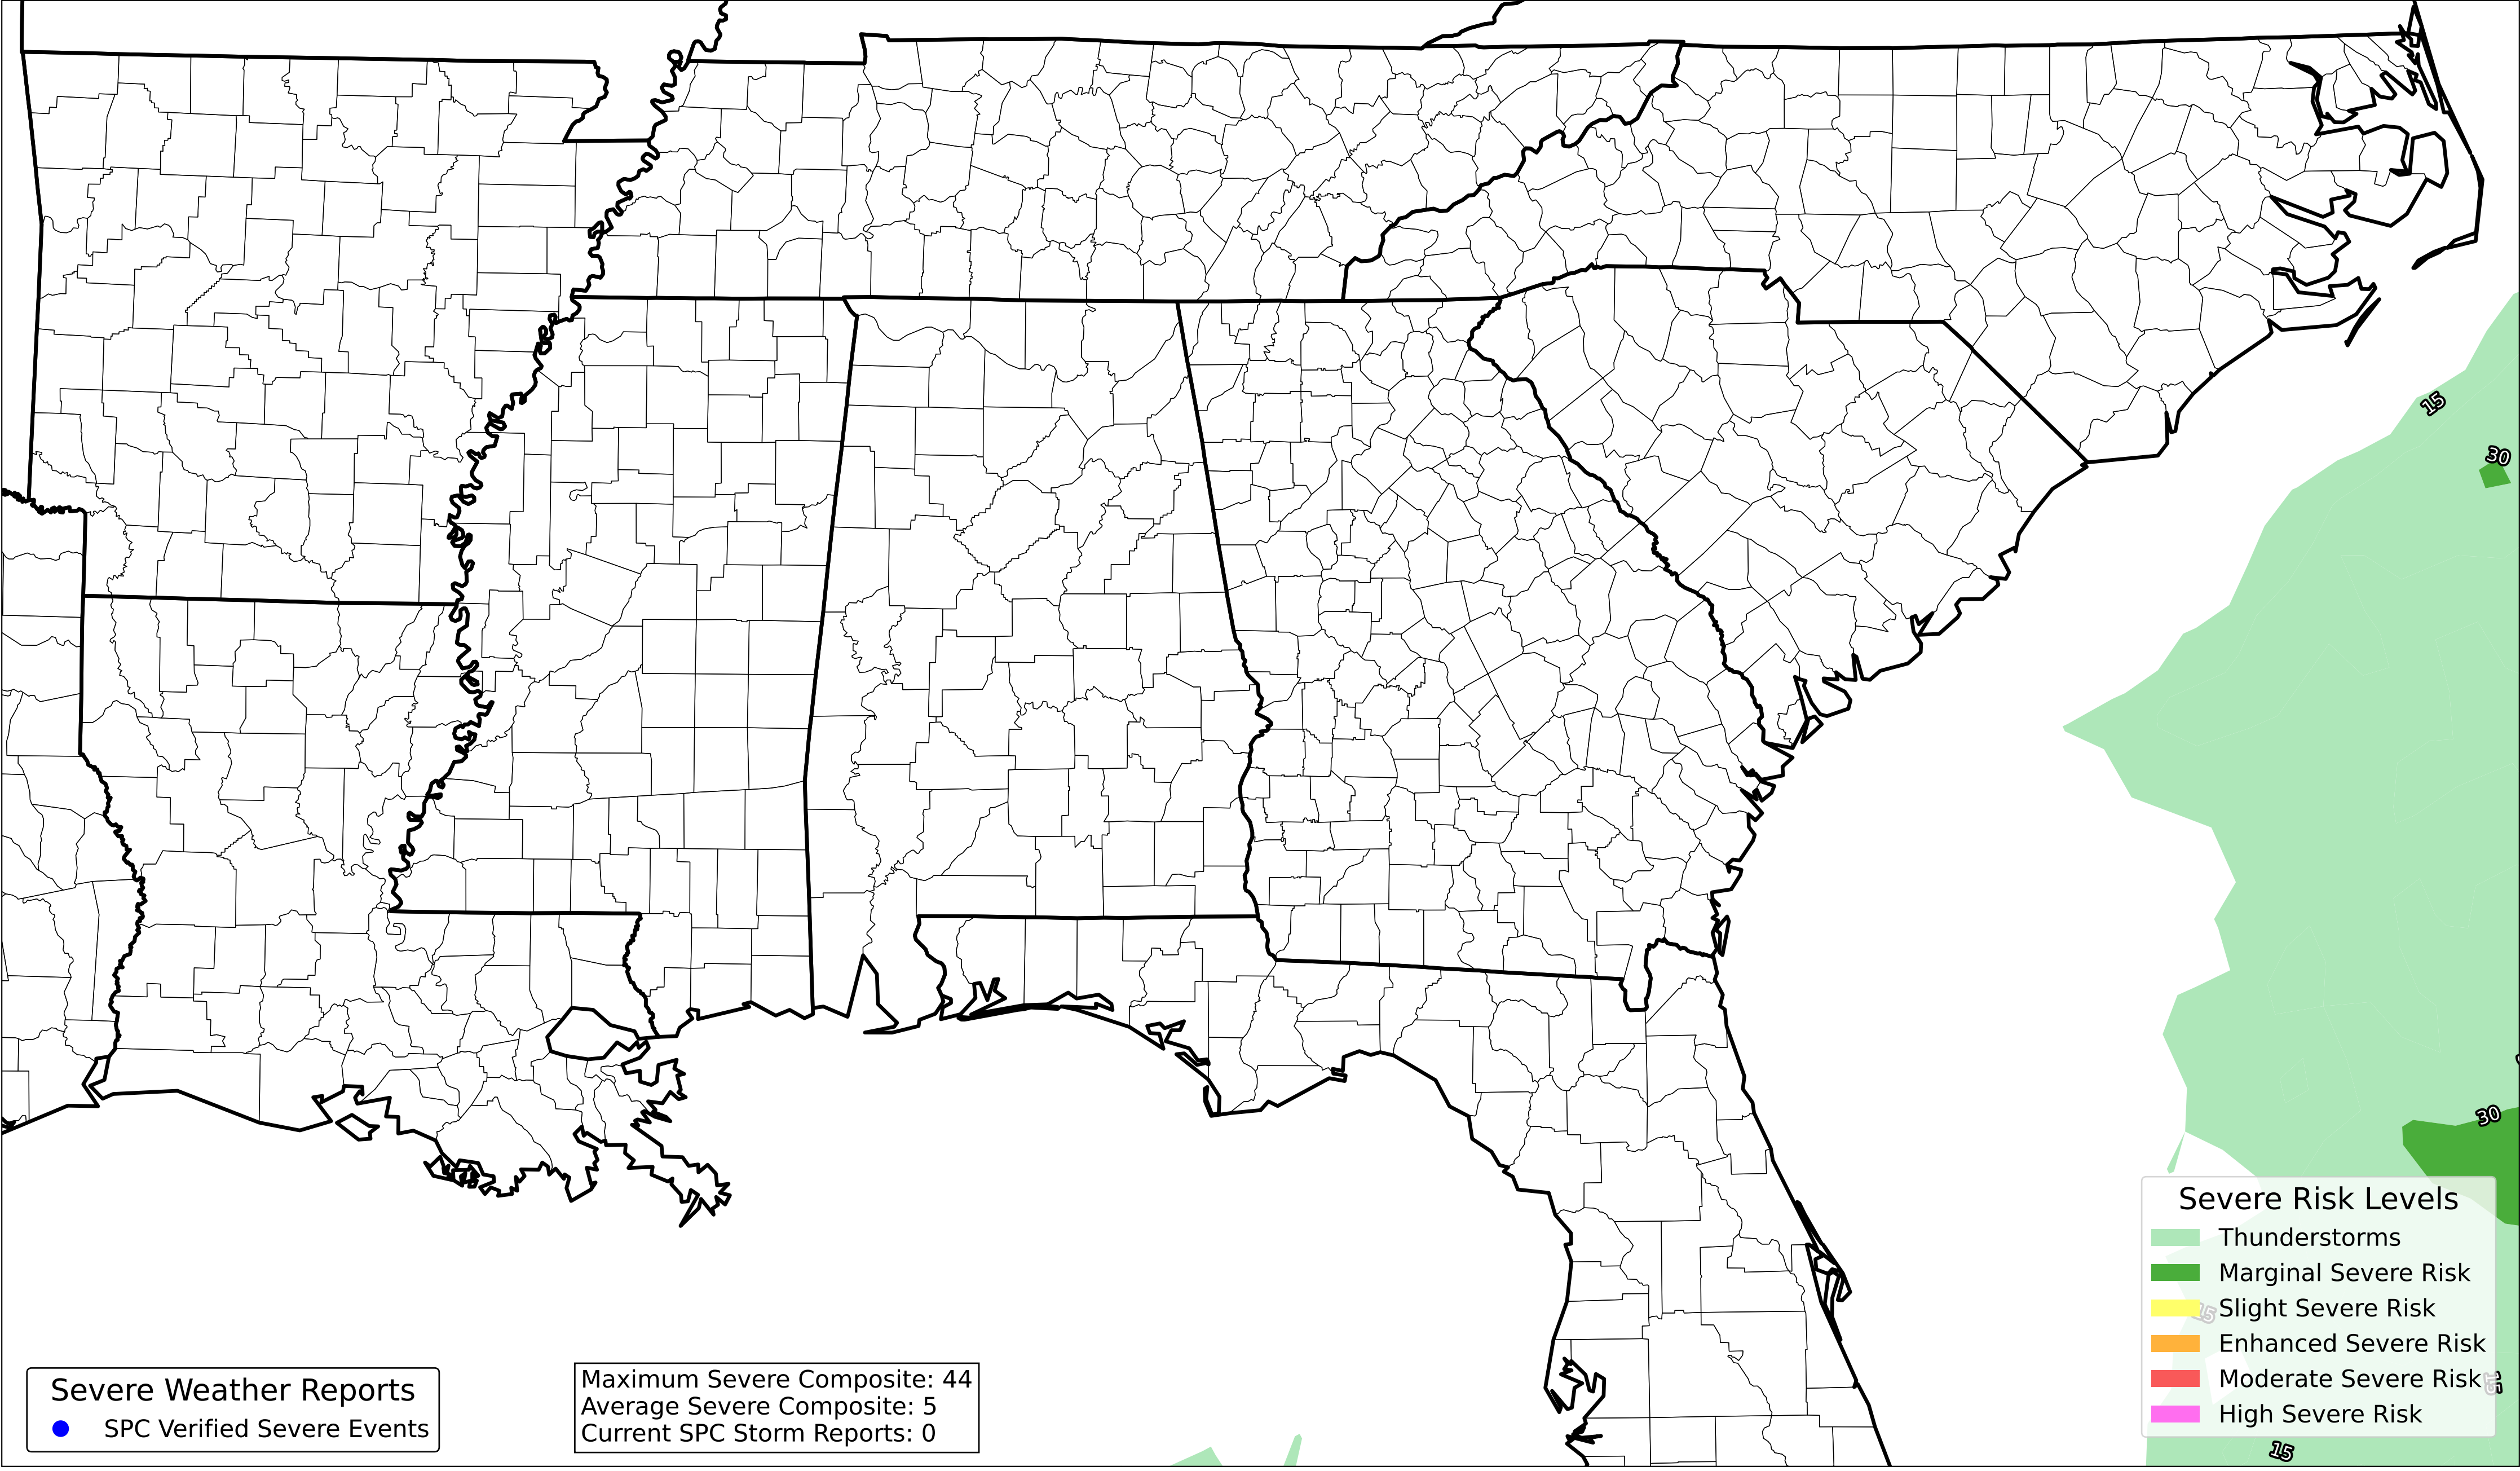 15
30
30
Severe Risk Levels
Thunderstorms
Marginal Severe Risk
15
Slight Severe Risk
Enhanced Severe Risk
Moderate Severe Risk
15
High Severe Risk
15
Severe Weather Reports
SPC Verified Severe Events
Maximum Severe Composite: 44
Average Severe Composite: 5
Current SPC Storm Reports: 0